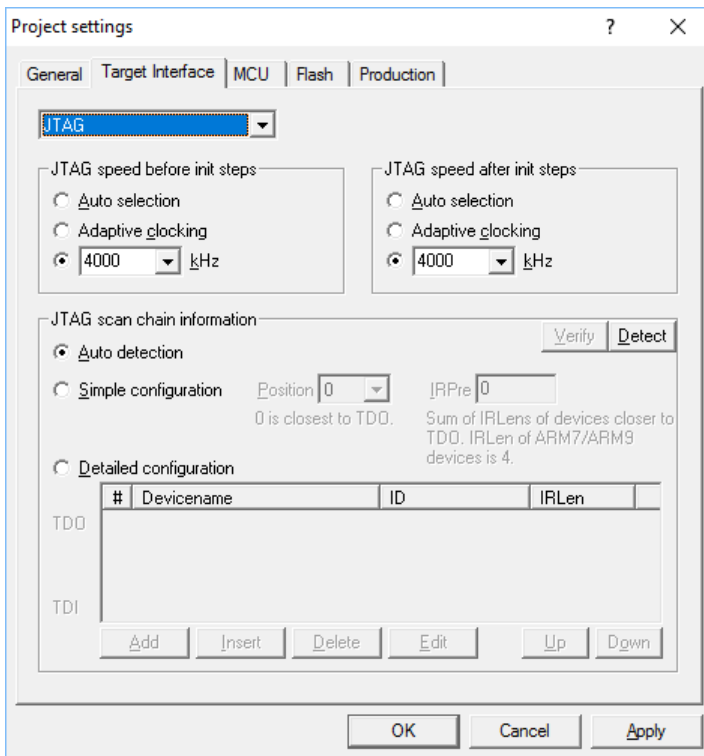 Project settings
General Target Interface MCU Flash Production
JTAG
JTAG speed before init steps
Auto selection
Adaptive clocking
4000 kHz
JTAG speed after init steps
Auto selection
Adaptive clocking
4000 kHz
JTAG scan chain information
Verify Detect
Auto detection
Simple configuration Position 0 IRPre 0
0 is closest to TDO.
Sum of IRLens of devices closer to
TDO. IRLen of ARM7/ARM9
devices is 4.
Detailed configuration
# Devicename ID IRLen
TDO
TDI
Add Insert Delete Edit Up Down
OK Cancel Apply